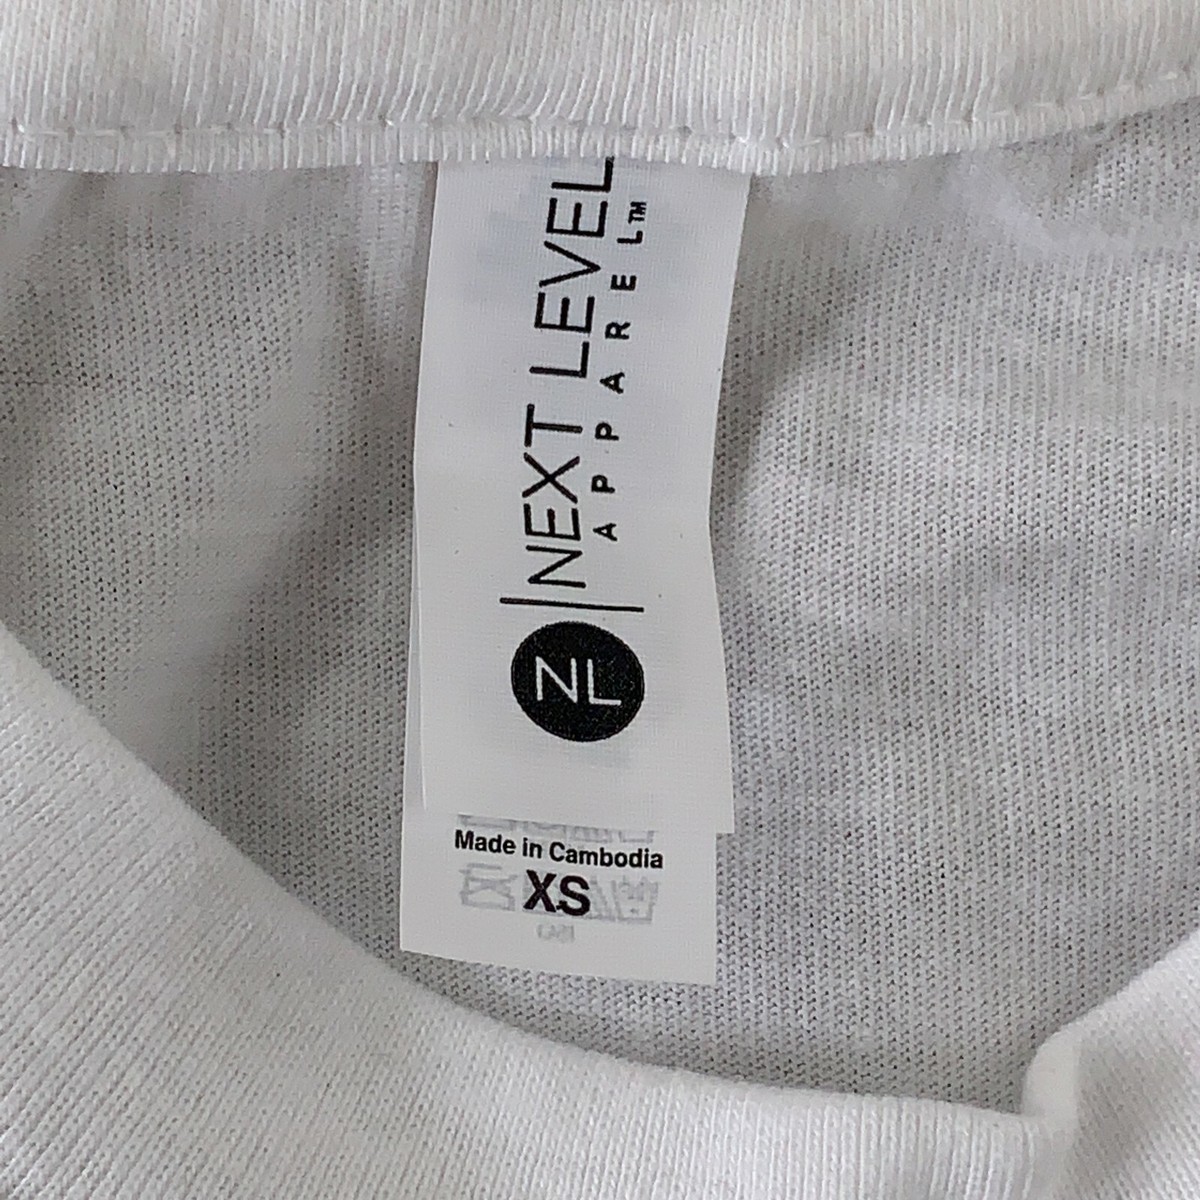 NEXT LEVEL
APPAREL™
NL
Made in Cambodia
XS